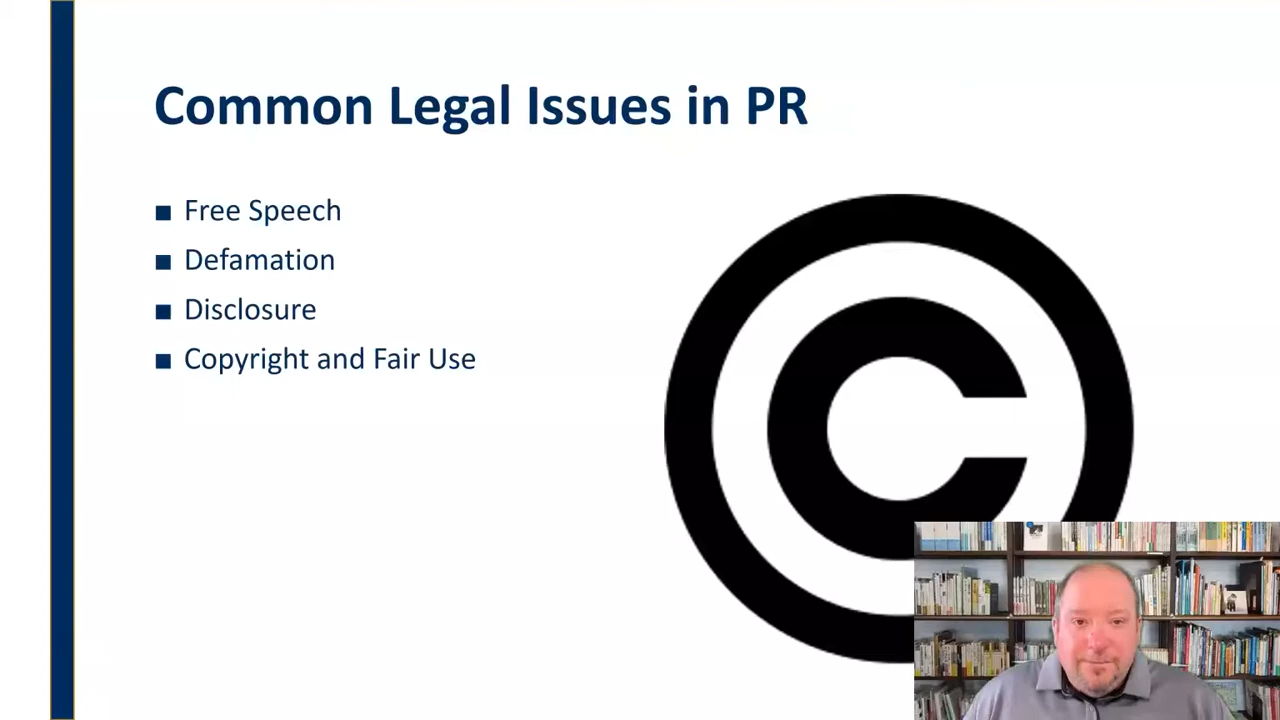 Common Legal Issues in PR
■ Free Speech
■ Defamation
■ Disclosure
■ Copyright and Fair Use